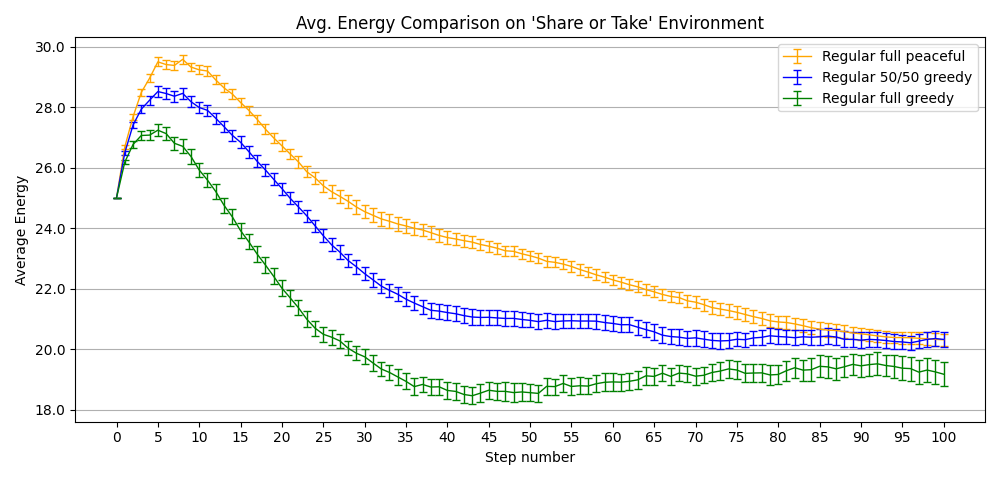 Avg. Energy Comparison on 'Share or Take' Environment
30.0
28.0
26.0
24.0
22.0
20.0
18.0
Average Energy
Regular full peaceful
Regular 50/50 greedy
Regular full greedy
0 5 10 15 20 25 30 35 40 45 50 55 60 65 70 75 80 85 90 95 100
Step number